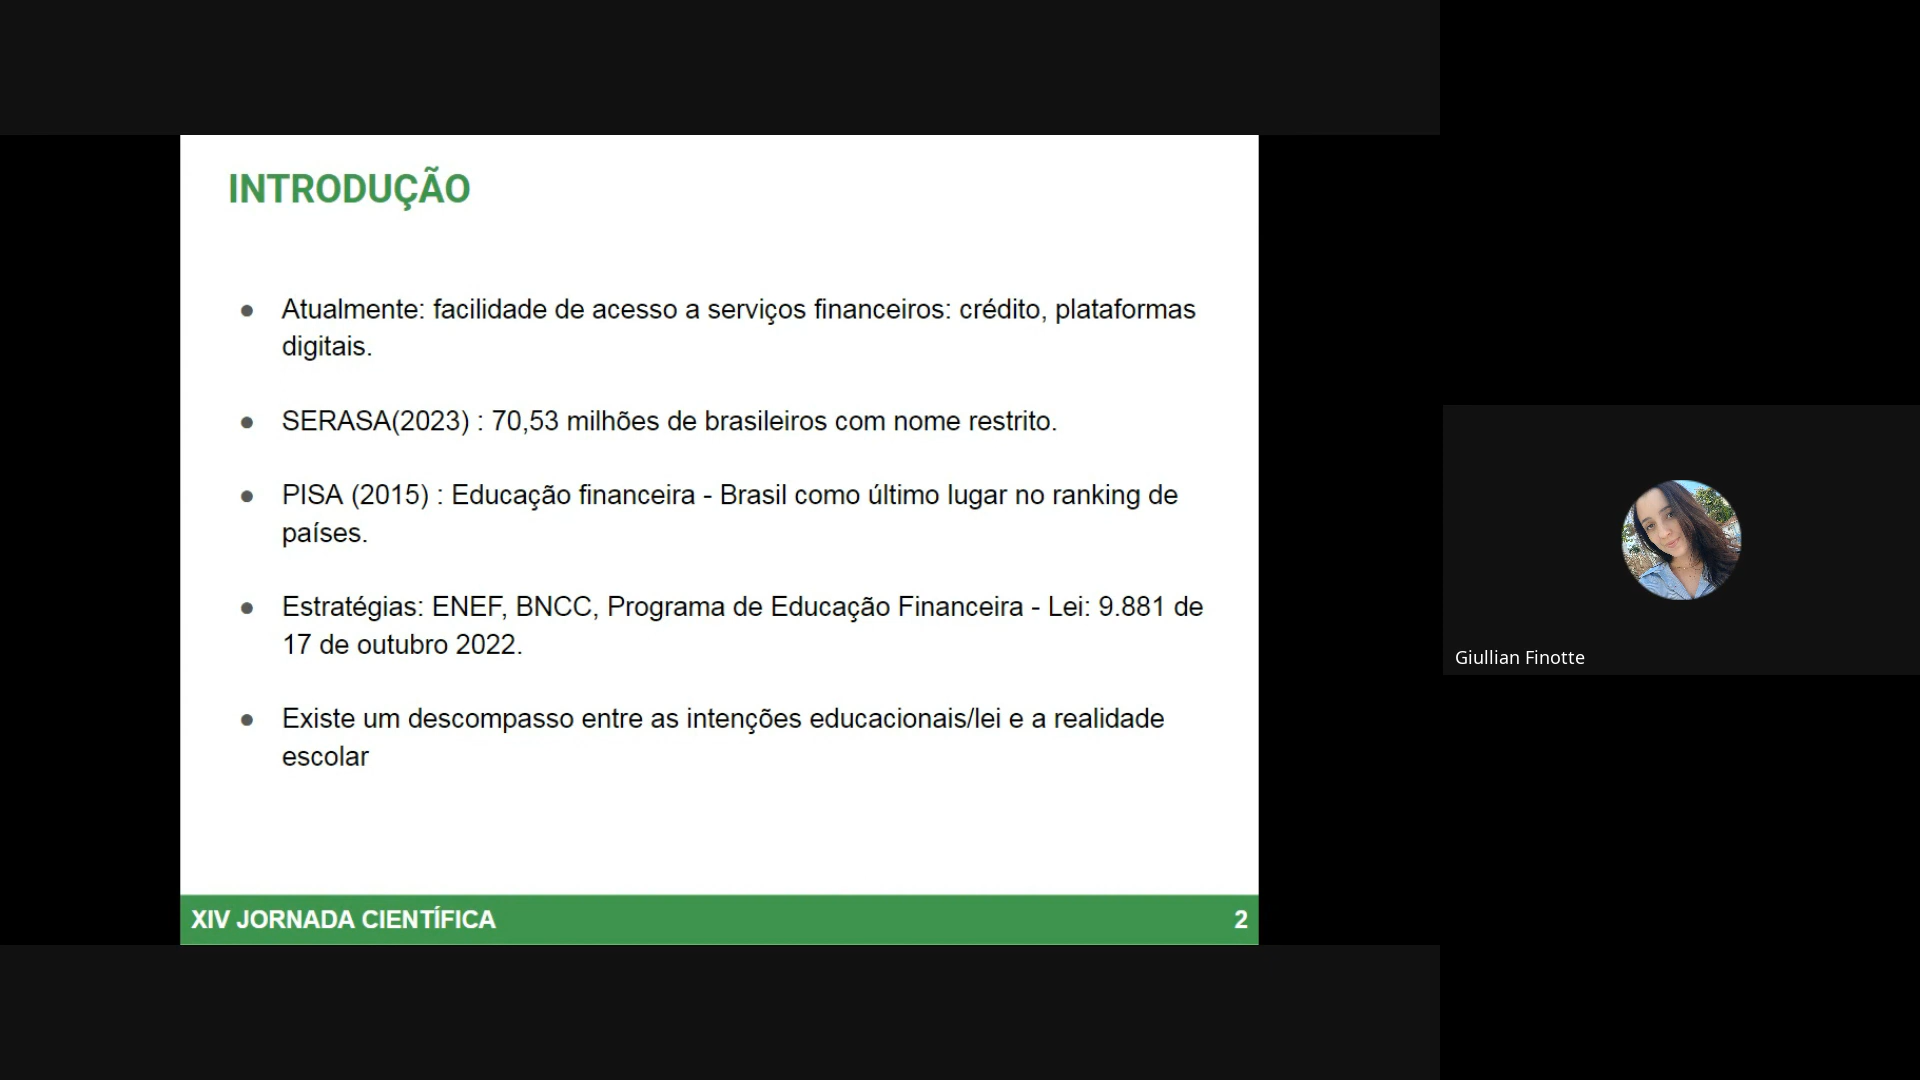 INTRODUÇÃO
● Atualmente: facilidade de acesso a serviços financeiros: crédito, plataformas
digitais.
● SERASA(2023) : 70,53 milhões de brasileiros com nome restrito.
● PISA (2015) : Educação financeira - Brasil como último lugar no ranking de
países.
● Estratégias: ENEF, BNCC, Programa de Educação Financeira - Lei: 9.881 de
17 de outubro 2022.
● Existe um descompasso entre as intenções educacionais/lei e a realidade
escolar
XIV JORNADA CIENTÍFICA 2
Giullian Finotte